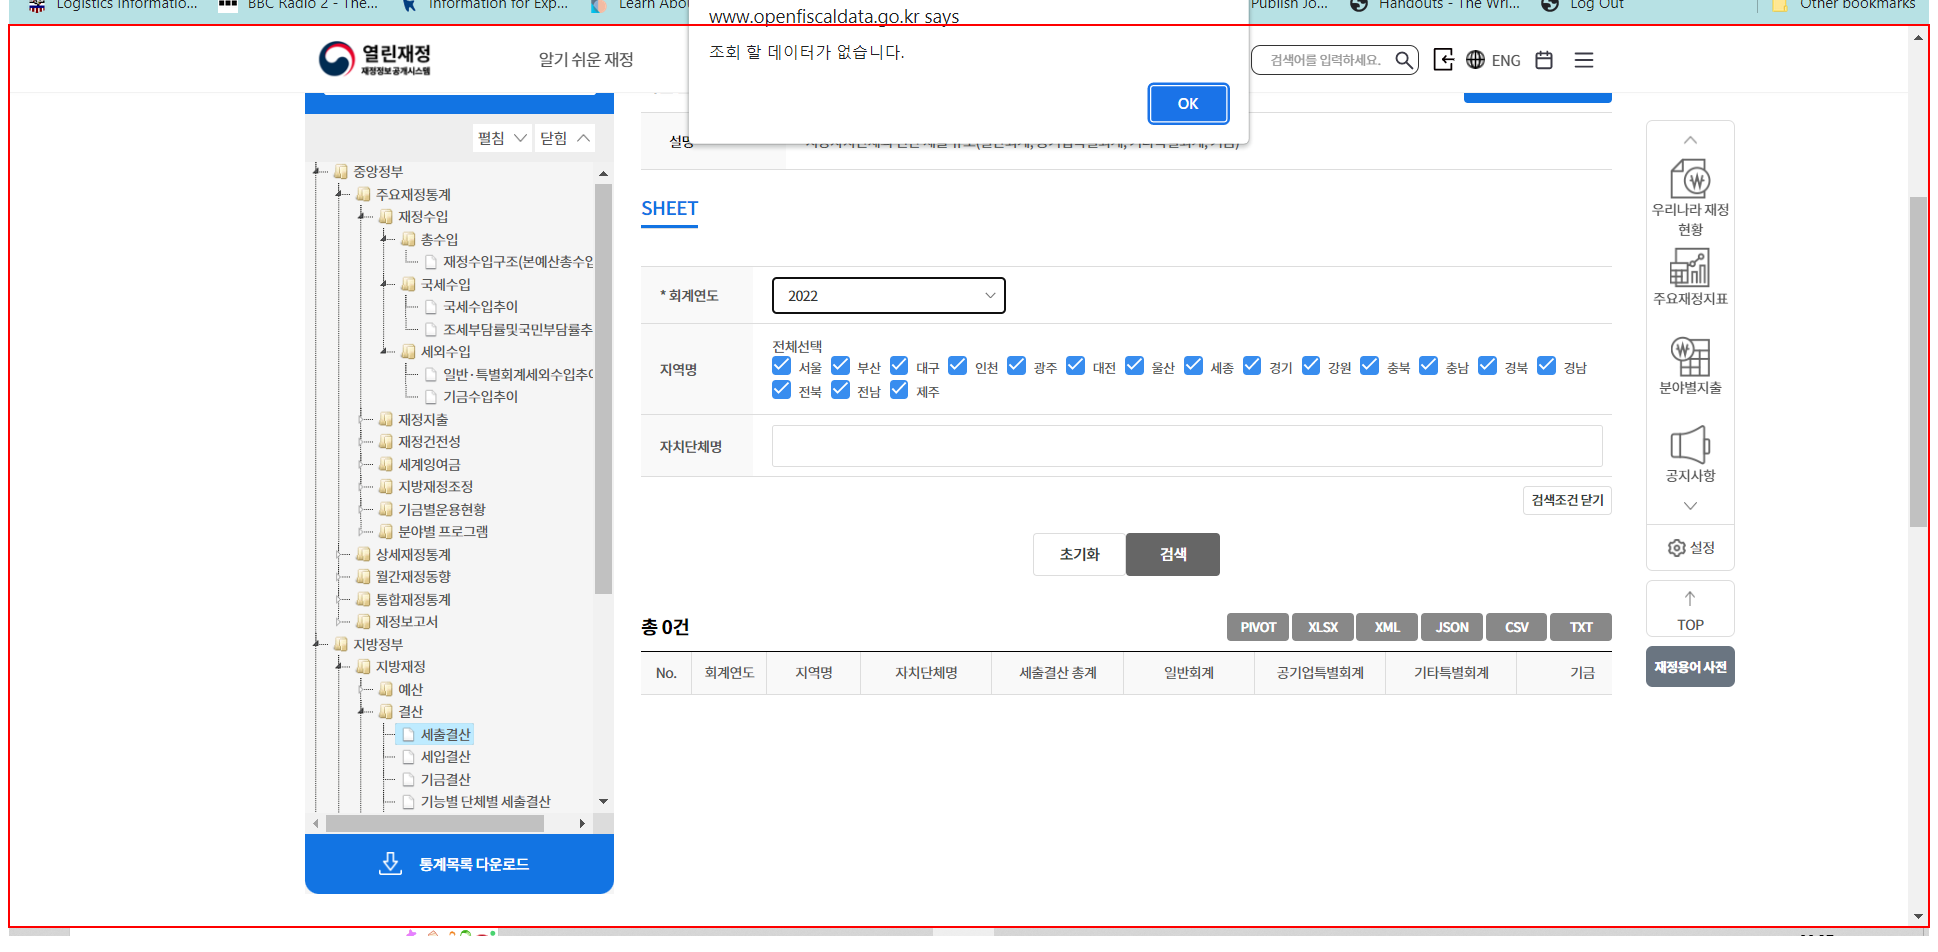 Logistics Informatio...
BBC Radio 2 - The...
Information for Exp...
Learn Abou
Publish Jo...
Handouts - The Wri...
Log Out
Other bookmarks
www.openfiscaldata.go.kr says
조회 할 데이터가 없습니다.
OK
열린재정
재정정보공개시스템
알기 쉬운 재정
검색어를 입력하세요.
ENG
펼침
닫힘
중앙정부
주요재정통계
재정수입
총수입
재정수입구조(본예산총수입
국세수입
국세수입추이
조세부담률및국민부담률추
세외수입
일반·특별회계세외수입추이
기금수입추이
재정지출
재정건전성
세계잉여금
지방재정조정
기금별운용현황
분야별 프로그램
상세재정통계
월간재정동향
통합재정통계
재정보고서
지방정부
지방재정
예산
결산
세출결산
세입결산
기금결산
기능별 단체별 세출결산
통계목록 다운로드
설명
SHEET
* 회계연도
2022
지역명
전체선택
서울 부산 대구 인천 광주 대전 울산 세종 경기 강원 충북 충남 경북 경남
전북 전남 제주
자치단체명
검색조건 닫기
초기화
검색
총 0건
PIVOT XLSX XML JSON CSV TXT
No. 회계연도 지역명 자치단체명 세출결산 총계 일반회계 공기업특별회계 기타특별회계 기금
우리나라 재정
현황
주요재정지표
분야별지출
공지사항
설정
TOP
재정용어 사전